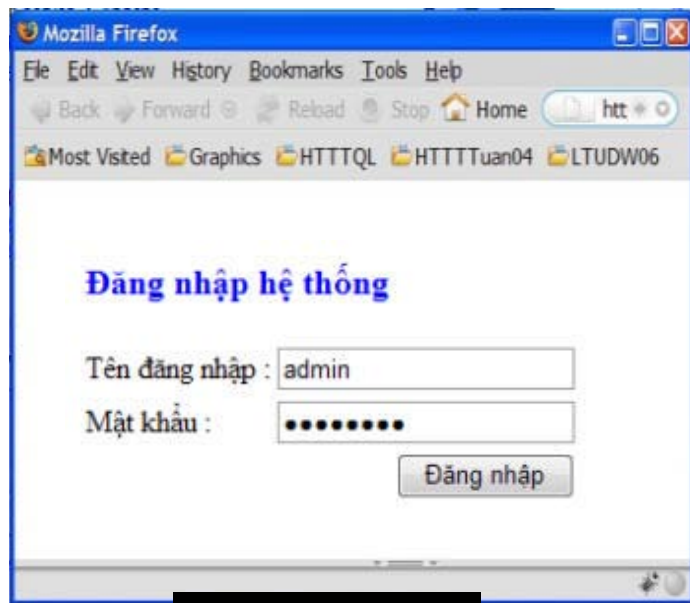 Mozilla Firefox
File Edit View History Bookmarks Tools Help
Back Forward Reload Stop Home htt
Most Visited Graphics HTTTQL HTTTTuan04 LTUDW06
Đăng nhập hệ thống
Tên đăng nhập : admin
Mật khẩu : ••••••••
Đăng nhập